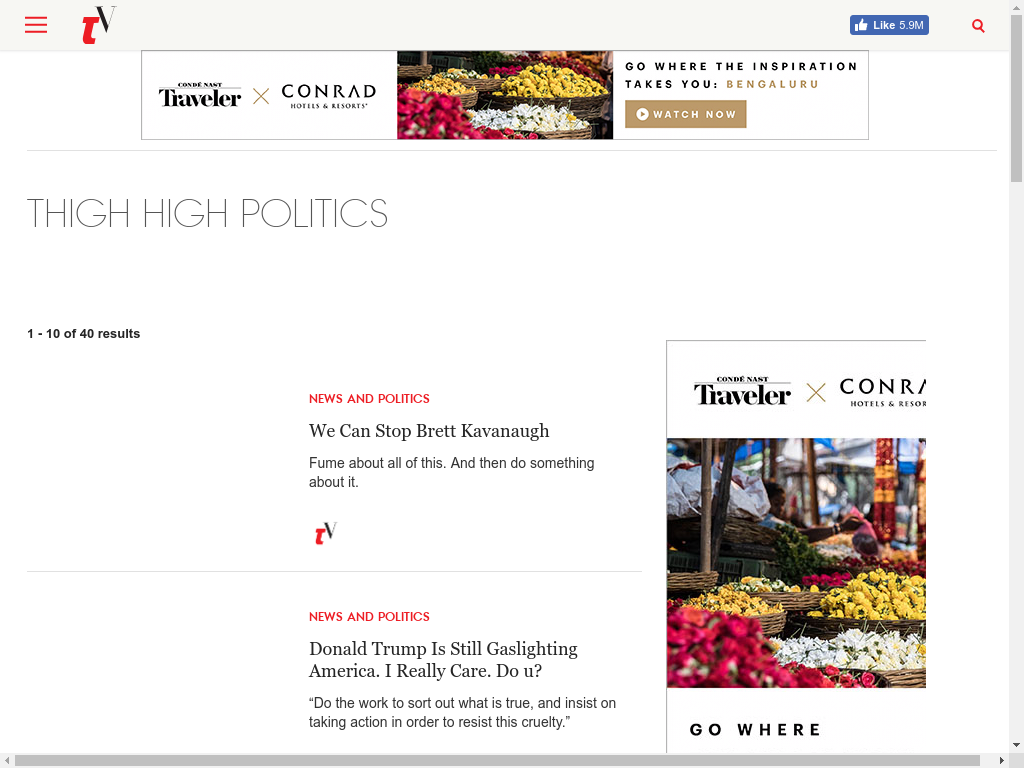 tV
Like 5.9M
CONDÉ NAST
Traveler
CONRAD
HOTELS & RESORTS
GO WHERE THE INSPIRATION
TAKES YOU: BENGALURU
WATCH NOW
THIGH HIGH POLITICS
1 - 10 of 40 results
NEWS AND POLITICS
We Can Stop Brett Kavanaugh
Fume about all of this. And then do something
about it.
tV
NEWS AND POLITICS
Donald Trump Is Still Gaslighting
America. I Really Care. Do u?
“Do the work to sort out what is true, and insist on
taking action in order to resist this cruelty.”
CONDÉ NAST
Traveler
CONRA
HOTELS & RESOR
GO WHERE